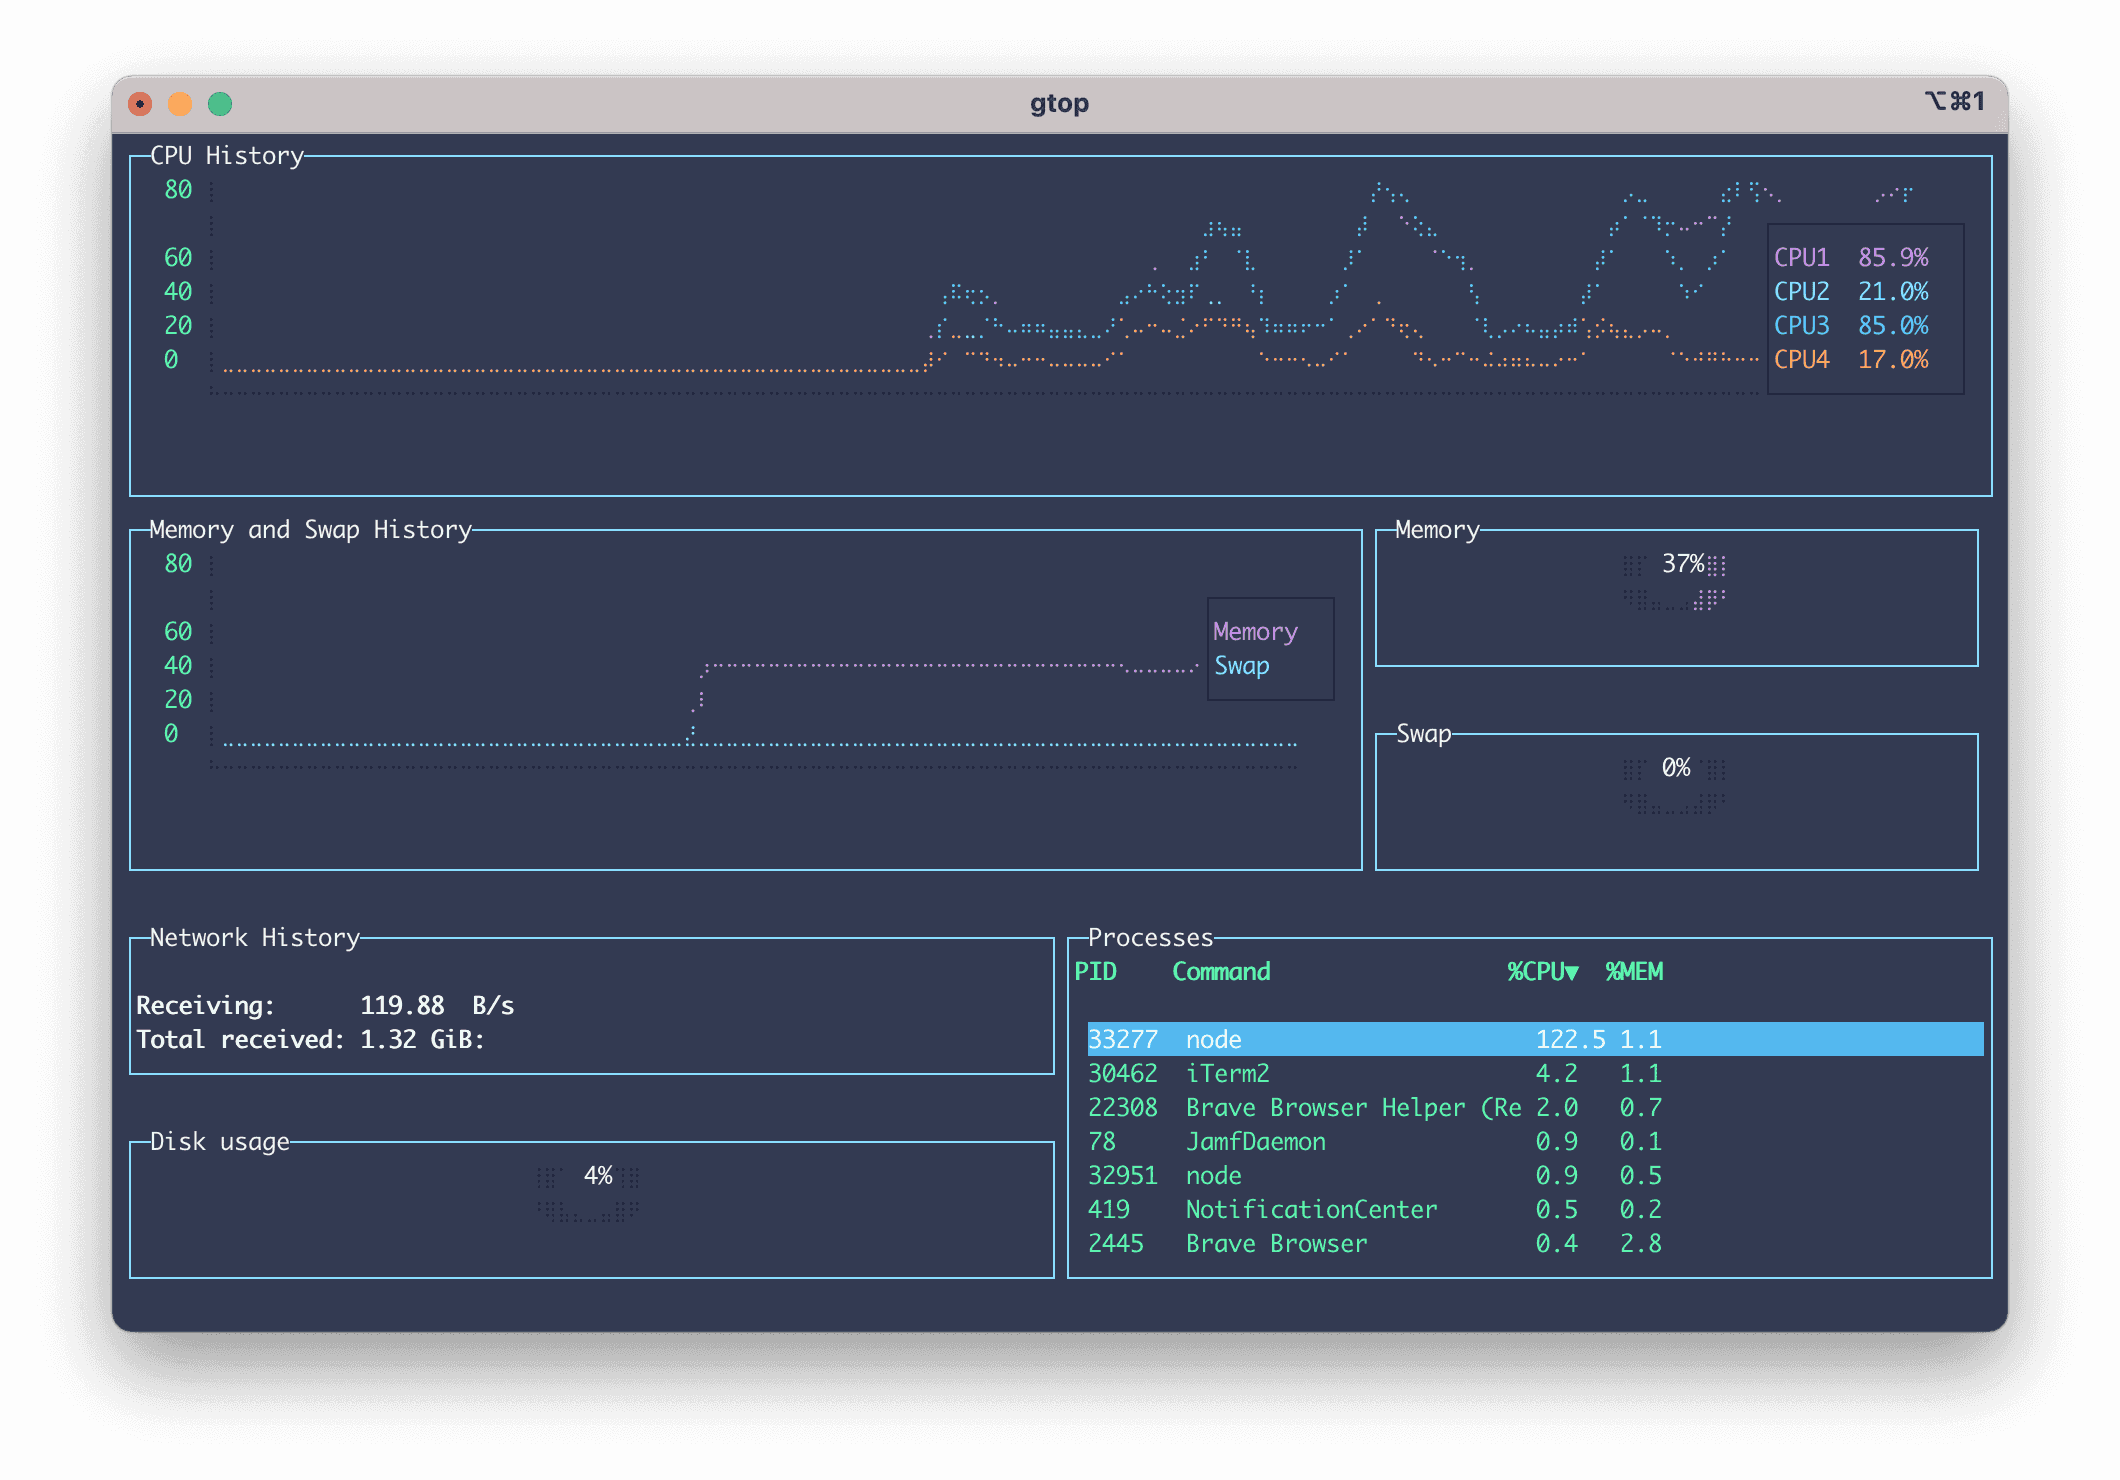 gtop
⌥⌘1
CPU History
80
60
40
20
0
CPU1 85.9%
CPU2 21.0%
CPU3 85.0%
CPU4 17.0%
Memory and Swap History
80
60
40
20
0
Memory
Swap
Memory
37%
Swap
0%
Network History
Receiving: 119.88 B/s
Total received: 1.32 GiB:
Disk usage
4%
Processes
PID Command %CPU▼ %MEM
33277 node 122.5 1.1
30462 iTerm2 4.2 1.1
22308 Brave Browser Helper (Re 2.0 0.7
78 JamfDaemon 0.9 0.1
32951 node 0.9 0.5
419 NotificationCenter 0.5 0.2
2445 Brave Browser 0.4 2.8